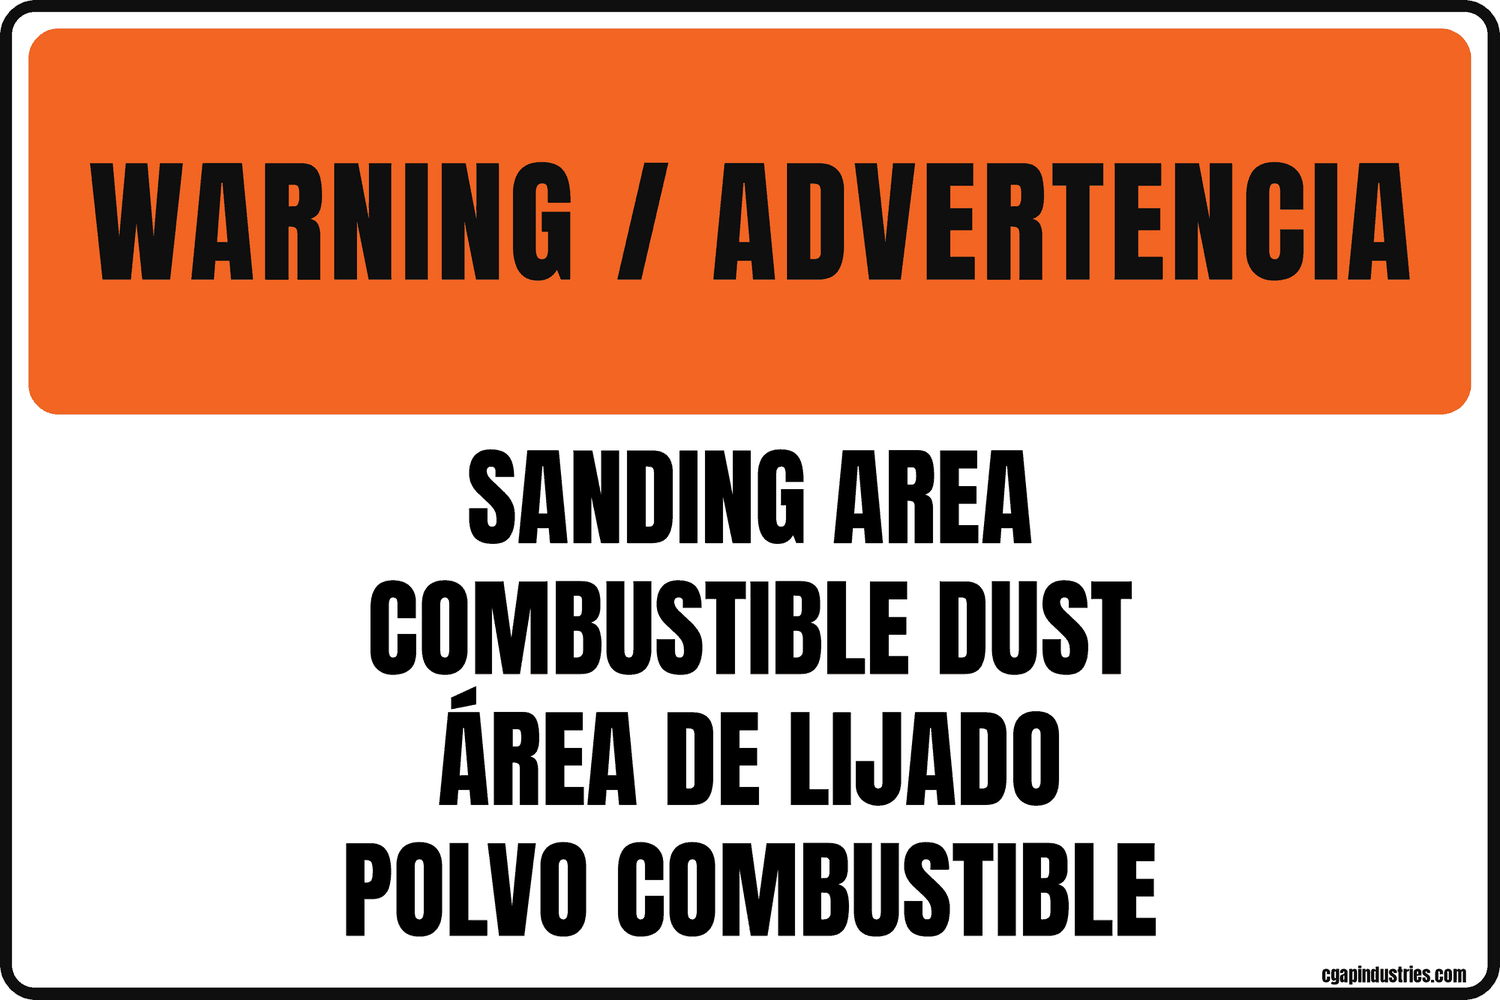 WARNING / ADVERTENCIA
SANDING AREA
COMBUSTIBLE DUST
ÁREA DE LIJADO
POLVO COMBUSTIBLE
cgapindustries.com